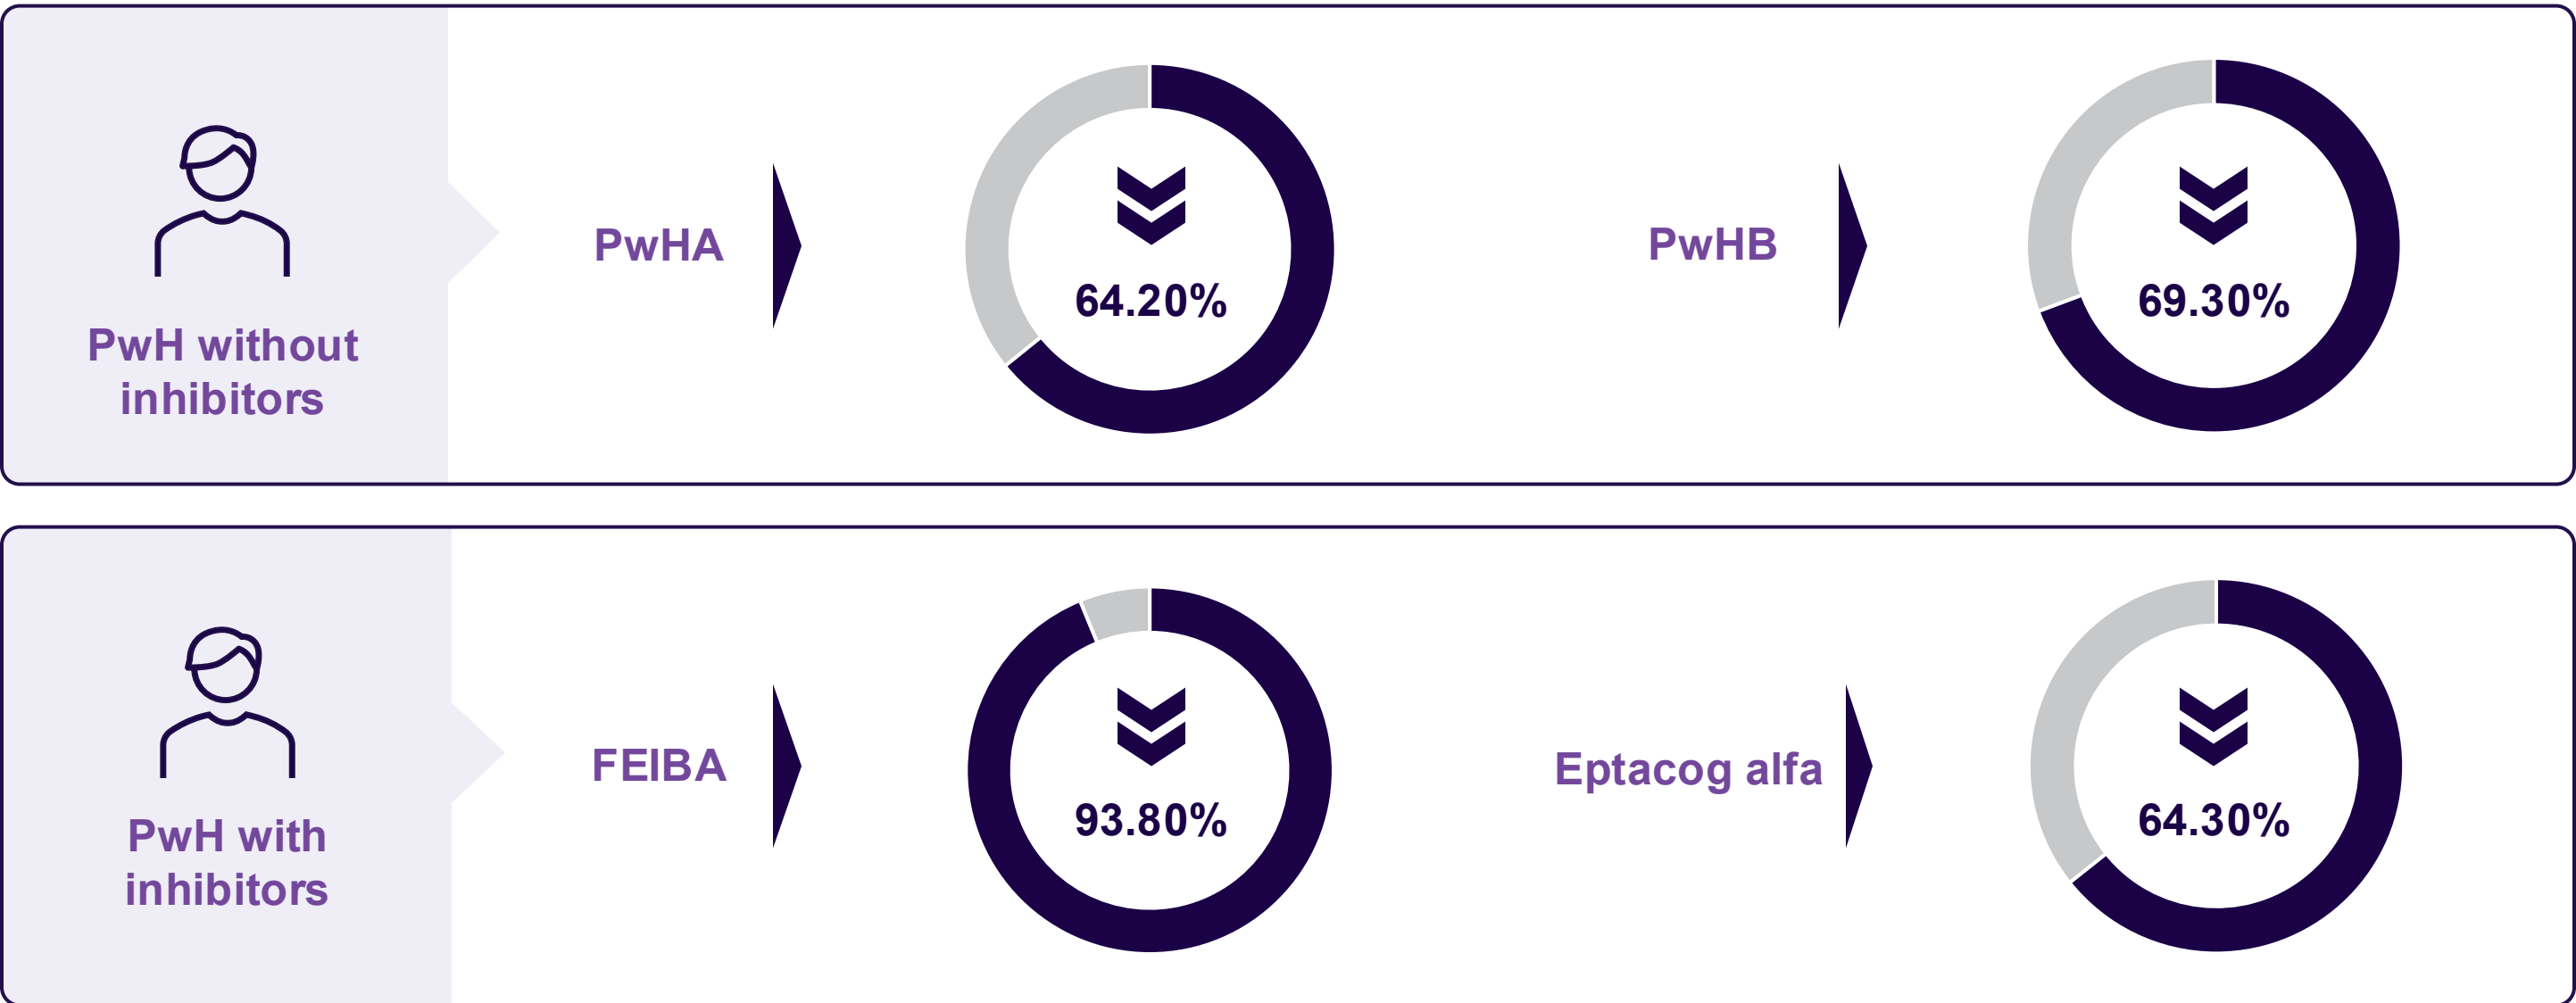 PwH without
inhibitors
PwHA
64.20%
PwHB
69.30%
PwH with
inhibitors
FEIBA
93.80%
Eptacog alfa
64.30%